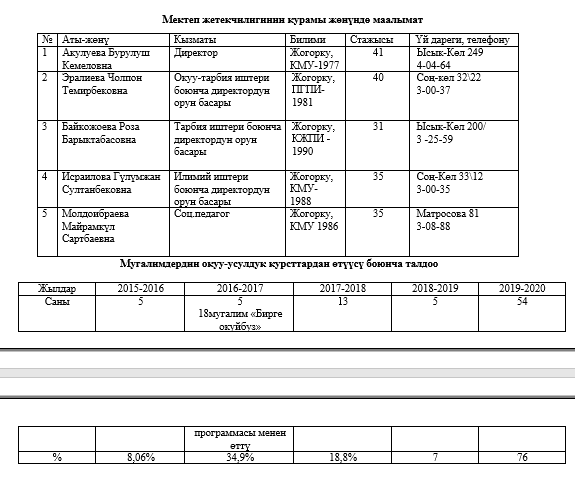 Мектеп жетекчилигинин курамы жөнүндө маалымат
№ Аты-жөнү Кызматы Билими Стажысы Үй дареги, телефону
1 Акулуева Бурулуш Директор Жогорку, 41 Ысык-Көл 249
Кемеловна КМУ-1977 4-04-64
2 Эралиева Чолпон Окуу-тарбия иштери Жогорку, 40 Соң-көл 32\22
Темирбековна боюнча директордун ПГПИ- 3-00-37
орун басары 1981
3 Байкожоева Роза Тарбия иштери боюнча Жогорку, 31 Ысык-Көл 200/
Барыктабасовна директордун орун КЖПИ - 3 -25-59
басары 1990
4 Исраилова Гүлүмжан Илимий иштери Жогорку, 35 Соң-Көл 33\12
Султанбековна боюнча директордун КМУ- 3-00-35
орун басары 1988
5 Молдоибраева Соц.педагог Жогорку, 35 Матросова 81
Майрамкүл КМУ 1986 3-08-88
Сартбаевна
Мугалимдердин окуу-усулдук курсттардан өтүүсү боюнча талдоо
Жылдар 2015-2016 2016-2017 2017-2018 2018-2019 2019-2020
Саны 5 5 13 5 54
18мугалим «Бирге
окуйбуз»
программасы менен
өттү
% 8,06% 34,9% 18,8% 7 76